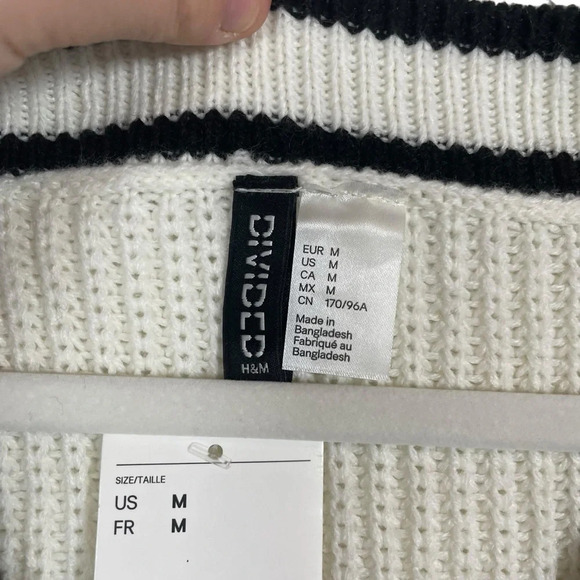 DIVIDED
H&M
EUR M
US M
CA M
MX M
CN 170/96A
Made in
Bangladesh
Fabriqué au
Bangladesh
SIZE/TAILLE
US M
FR M